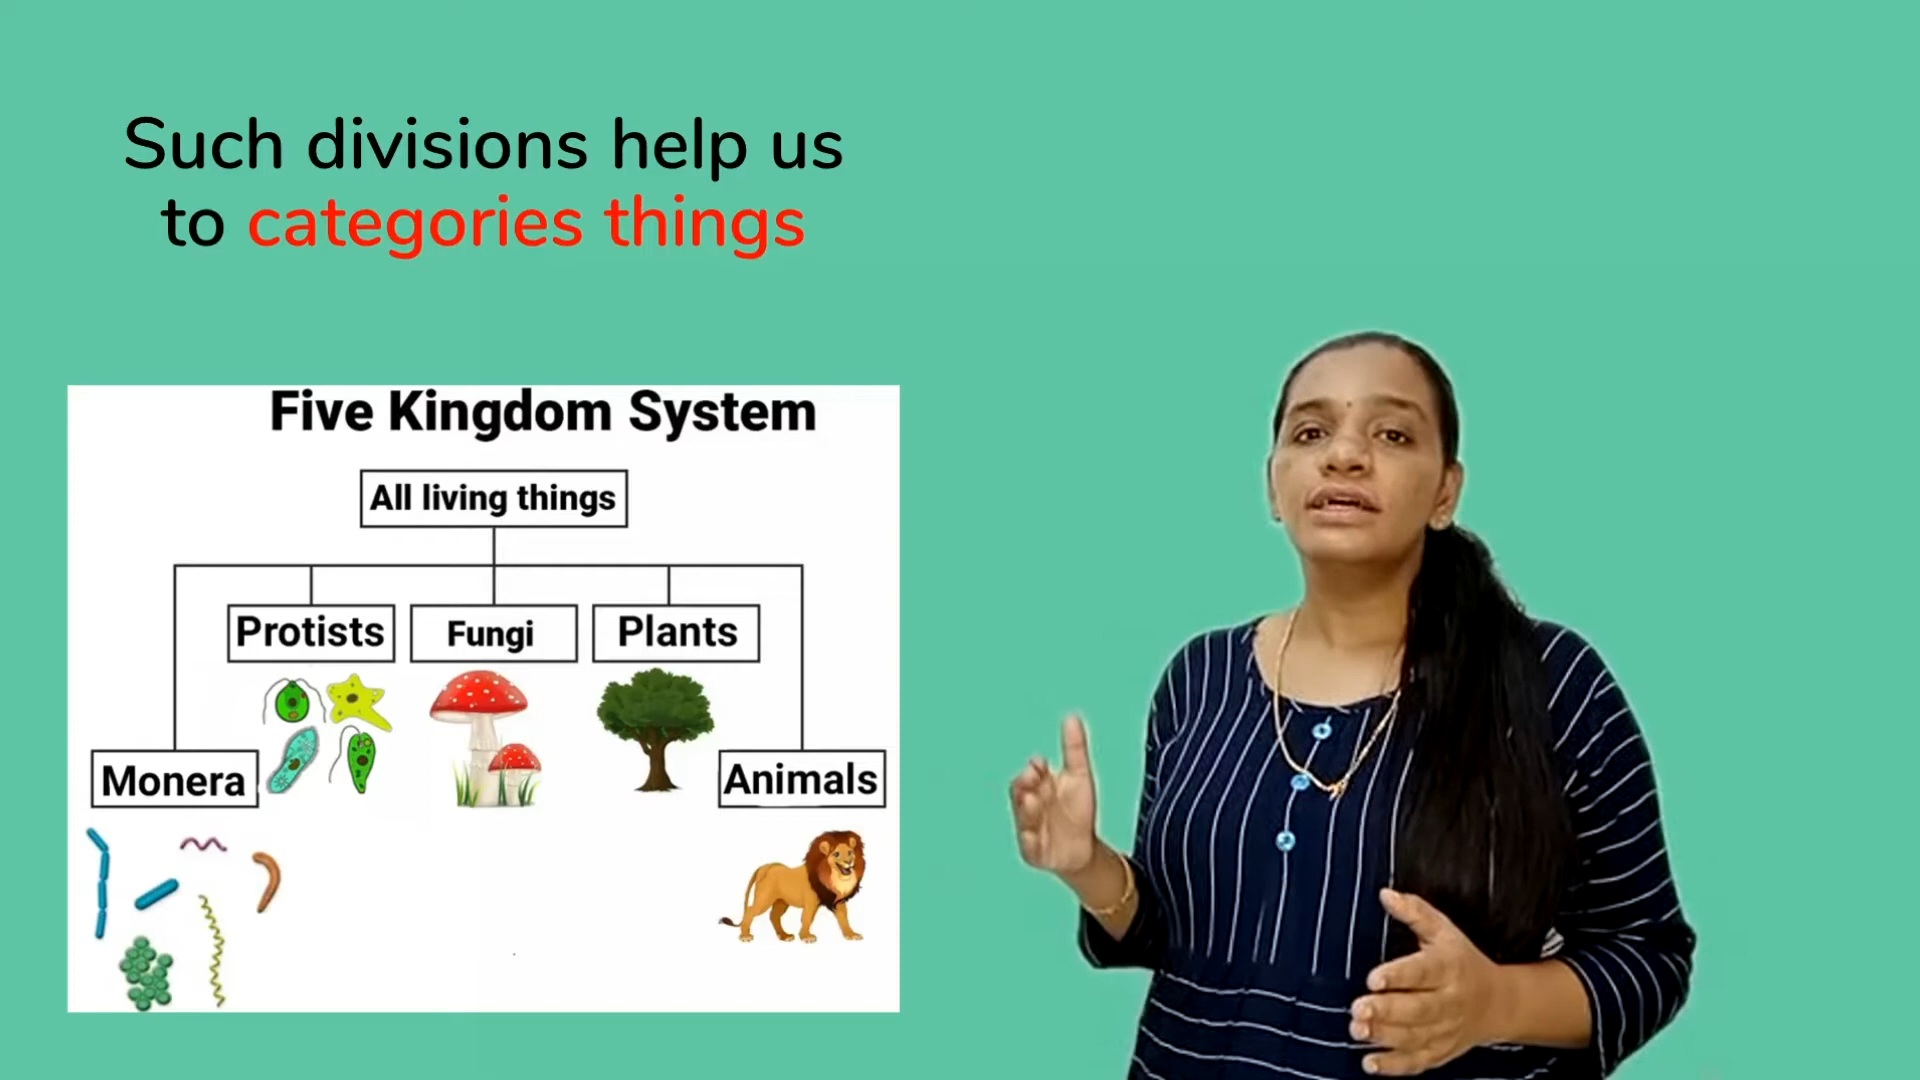 Such divisions help us
to categories things
Five Kingdom System
All living things
Protists
Fungi
Plants
Monera
Animals